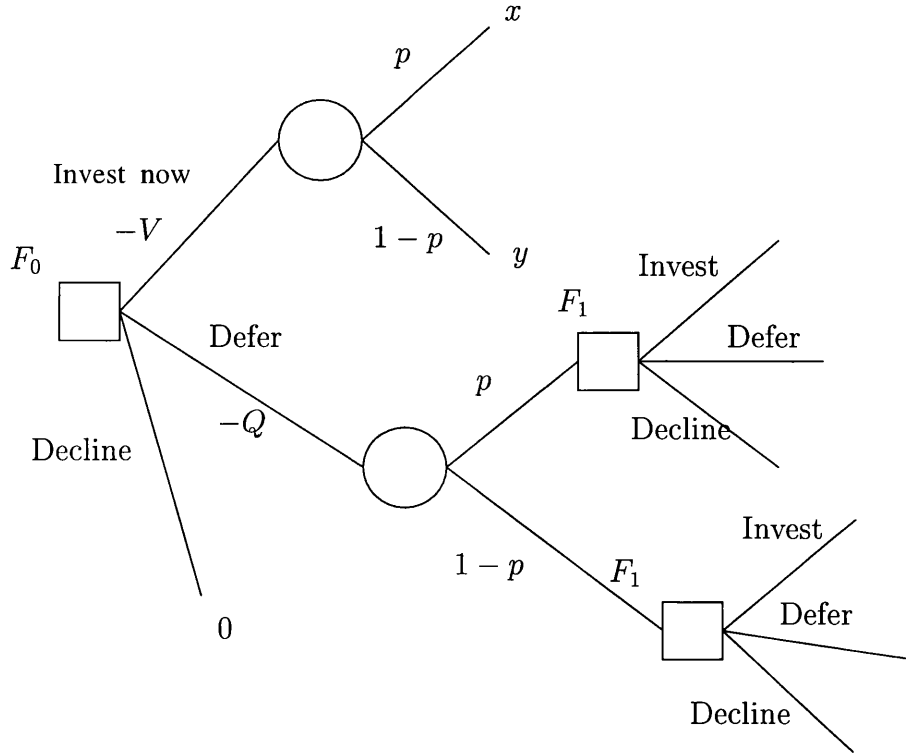 x
p
Invest now
−V
1 − p
y
F₀
Invest
F₁
Defer
Defer
p
−Q
Decline
Decline
Invest
1 − p
F₁
Defer
0
Decline